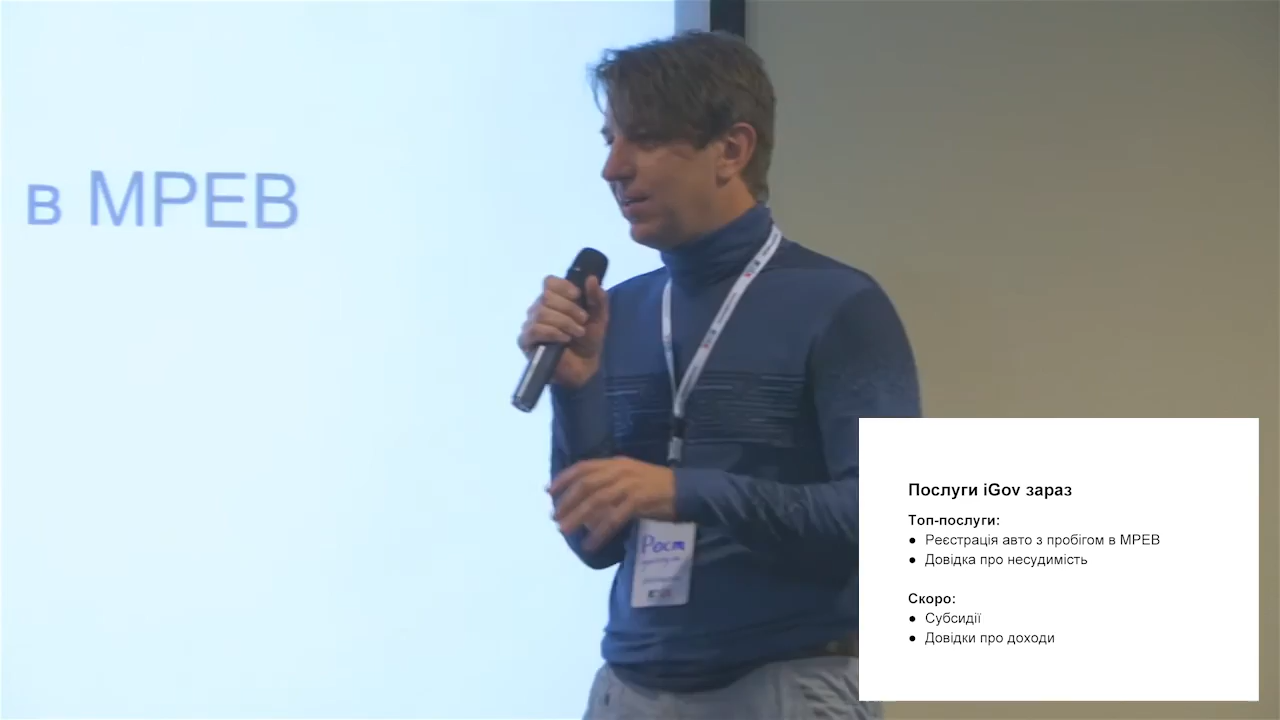 в МРЕВ
Послуги iGov зараз
Топ-послуги:
● Реєстрація авто з пробігом в МРЕВ
● Довідка про несудимість
Скоро:
● Субсидії
● Довідки про доходи